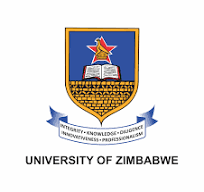 INTEGRITY • KNOWLEDGE • DILIGENCE
INNOVATIVENESS • PROFESSIONALISM
UNIVERSITY OF ZIMBABWE